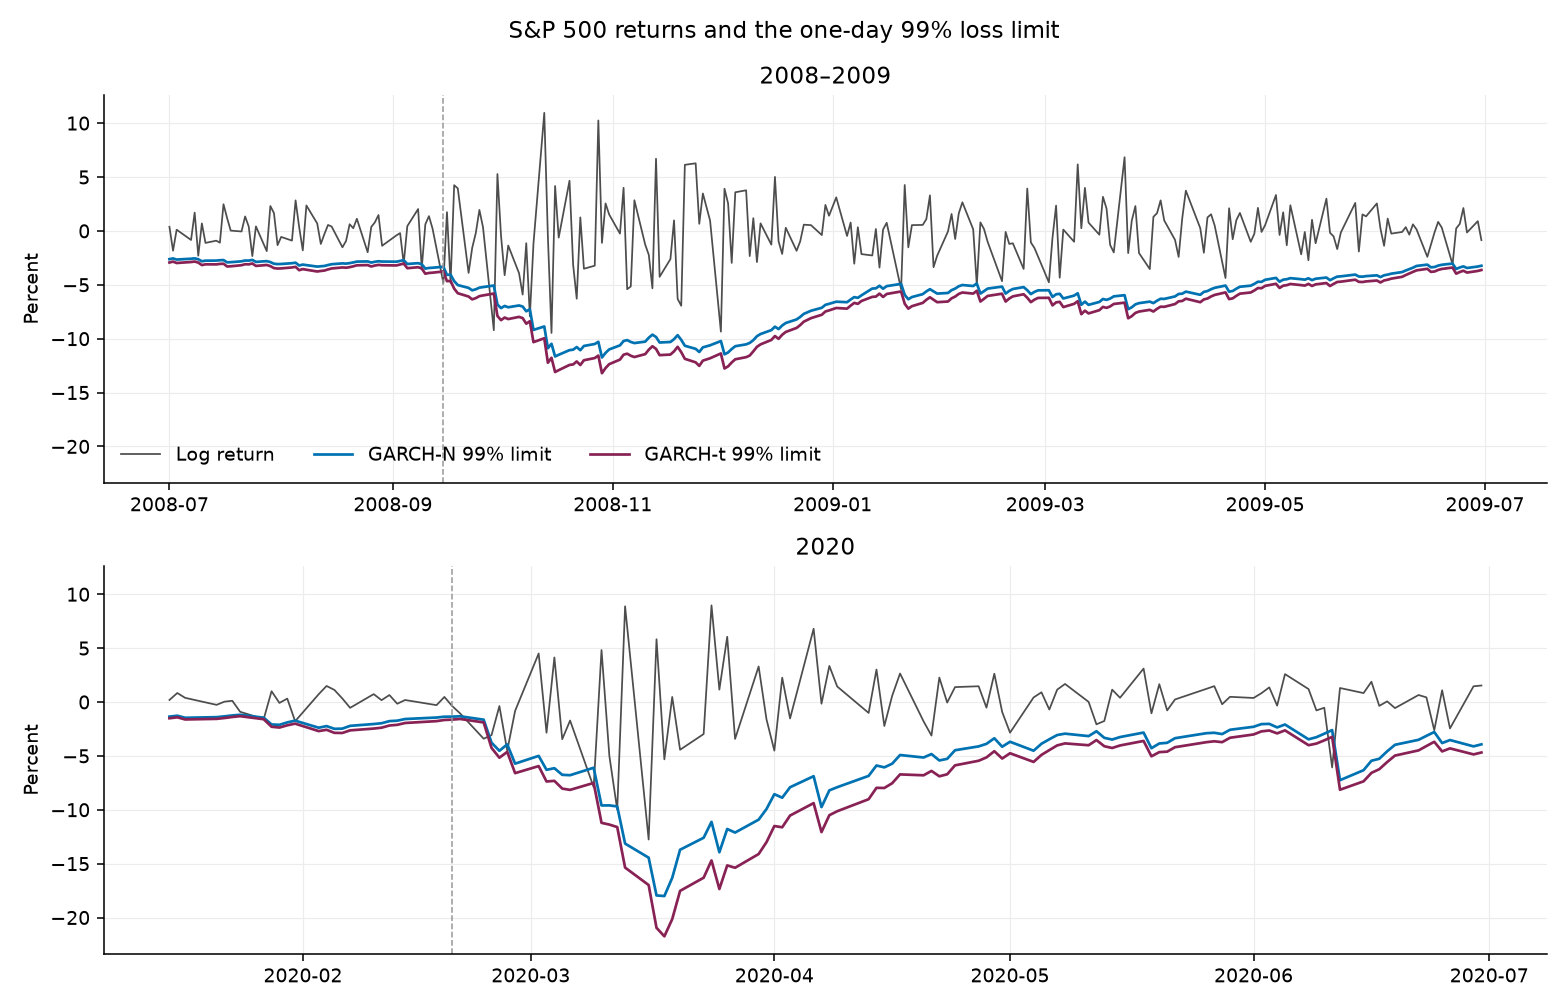 S&P 500 returns and the one-day 99% loss limit
2008–2009
Percent
10
5
0
−5
−10
−15
−20
Log return GARCH-N 99% limit GARCH-t 99% limit
2008-07 2008-09 2008-11 2009-01 2009-03 2009-05 2009-07
2020
Percent
10
5
0
−5
−10
−15
−20
2020-02 2020-03 2020-04 2020-05 2020-06 2020-07